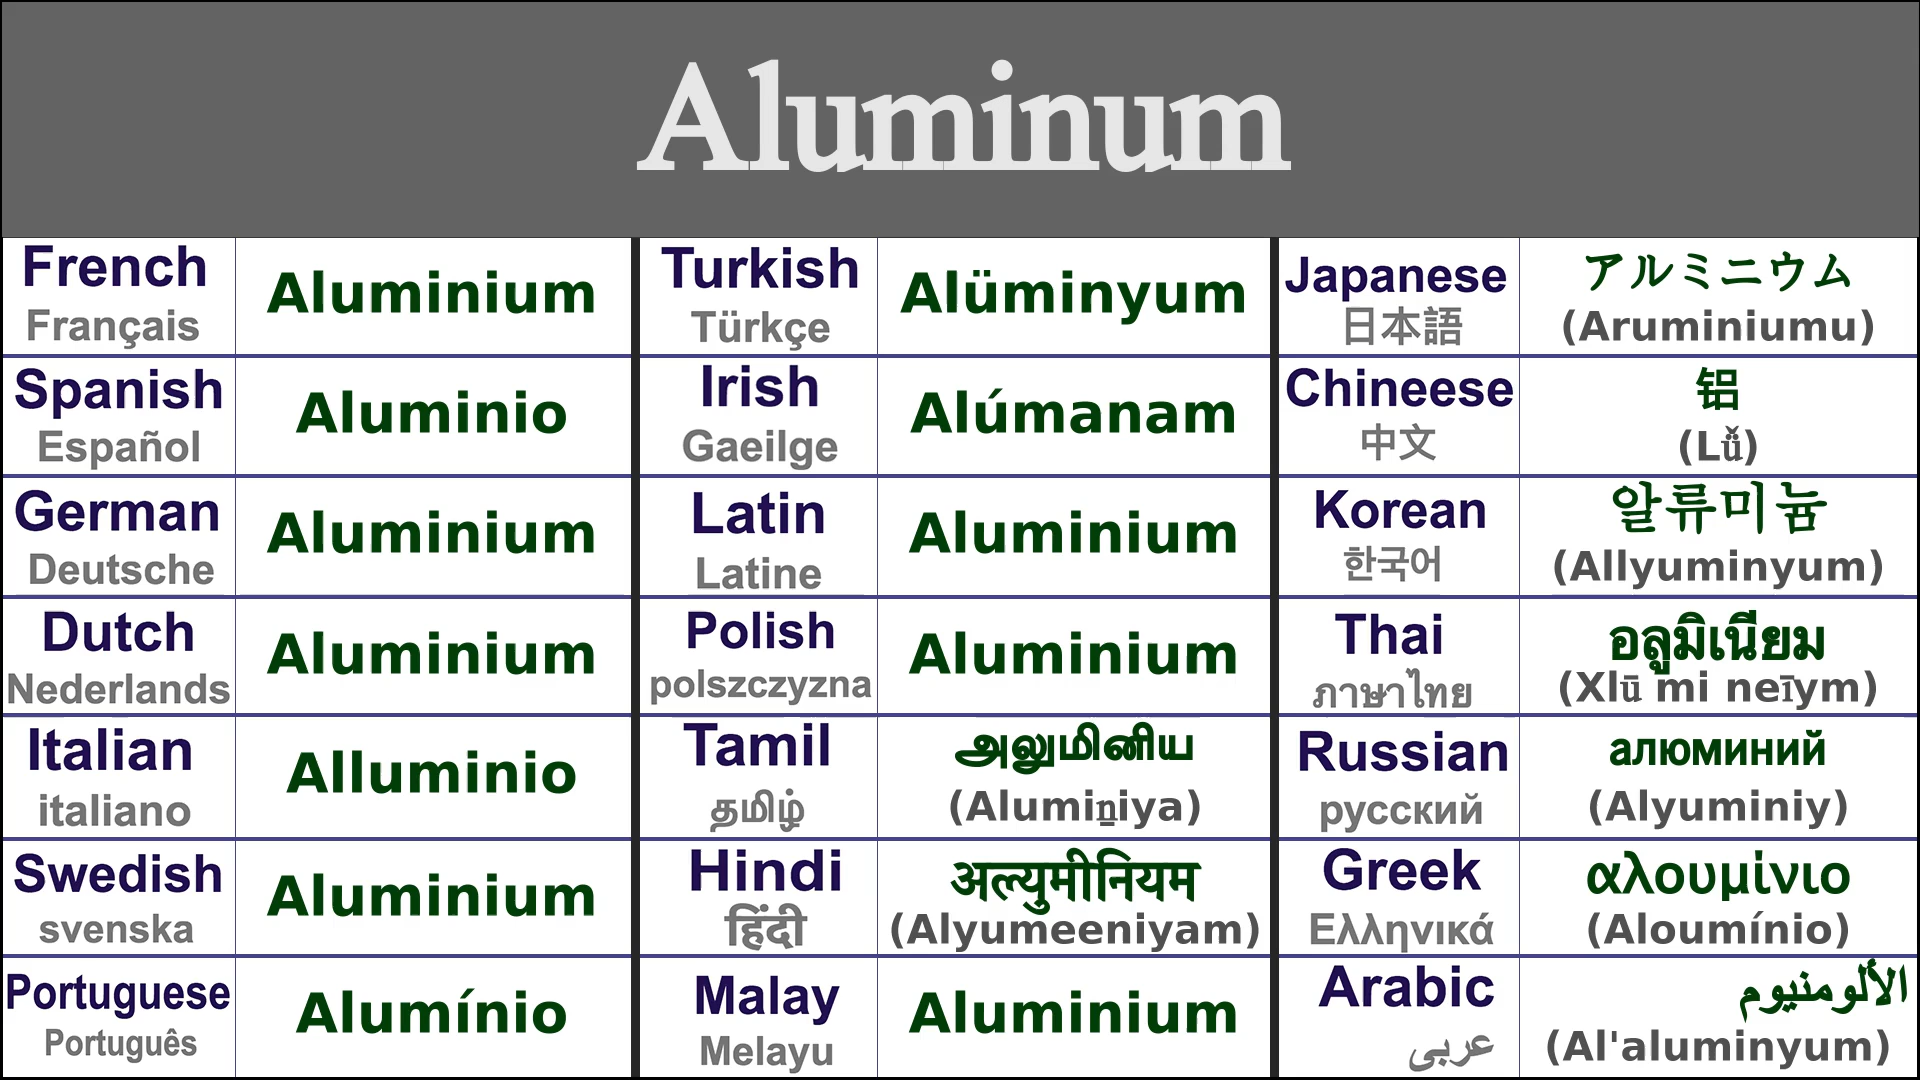 Aluminum
French
Français
Aluminium
Spanish
Español
Aluminio
German
Deutsche
Aluminium
Dutch
Nederlands
Aluminium
Italian
italiano
Alluminio
Swedish
svenska
Aluminium
Portuguese
Português
Alumínio
Turkish
Türkçe
Alüminyum
Irish
Gaeilge
Alúmanam
Latin
Latine
Aluminium
Polish
polszczyzna
Aluminium
Tamil
தமிழ்
அலுமினிய
(Alumiṉiya)
Hindi
हिंदी
अल्युमीनियम
(Alyumeeniyam)
Malay
Melayu
Aluminium
Japanese
日本語
アルミニウム
(Aruminiumu)
Chineese
中文
铝
(Lǚ)
Korean
한국어
알류미늄
(Allyuminyum)
Thai
ภาษาไทย
อลูมิเนียม
(Xlū mi neīym)
Russian
русский
алюминий
(Alyuminiy)
Greek
Ελληνικά
αλουμίνιο
(Aloumínio)
Arabic
عربى
الألومنيوم
(Al'aluminyum)